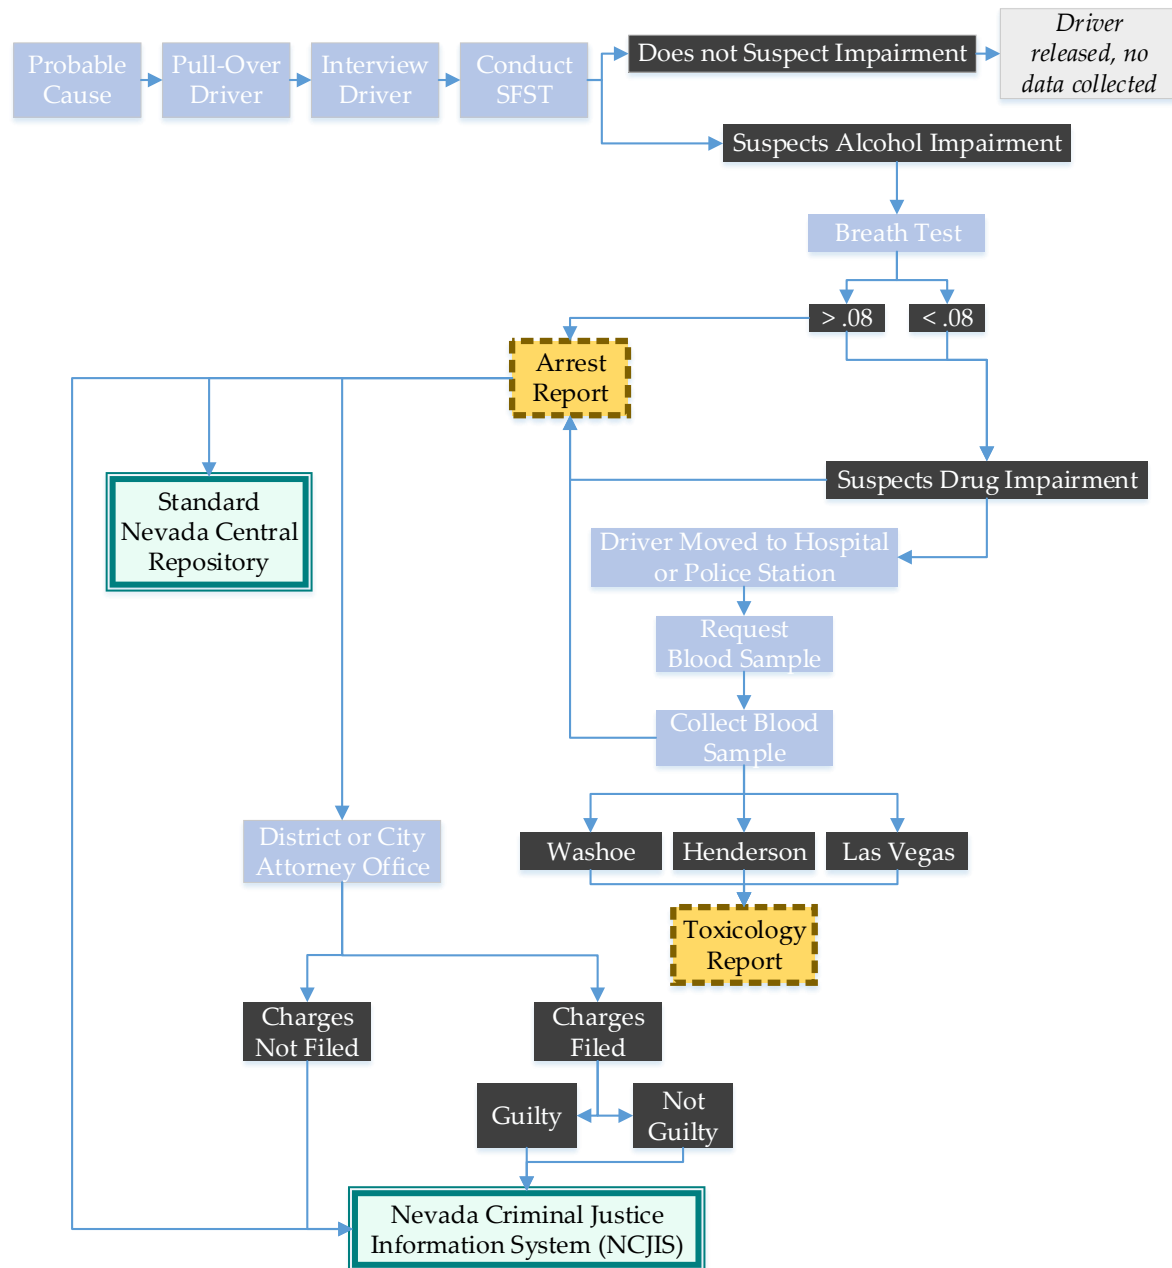 Probable
Cause
Pull-Over
Driver
Interview
Driver
Conduct
SFST
Does not Suspect Impairment
Driver
released, no
data collected
Suspects Alcohol Impairment
Breath Test
> .08
< .08
Arrest
Report
Suspects Drug Impairment
Standard
Nevada Central
Repository
Driver Moved to Hospital
or Police Station
Request
Blood Sample
Collect Blood
Sample
District or City
Attorney Office
Washoe
Henderson
Las Vegas
Toxicology
Report
Charges
Not Filed
Charges
Filed
Guilty
Not
Guilty
Nevada Criminal Justice
Information System (NCJIS)